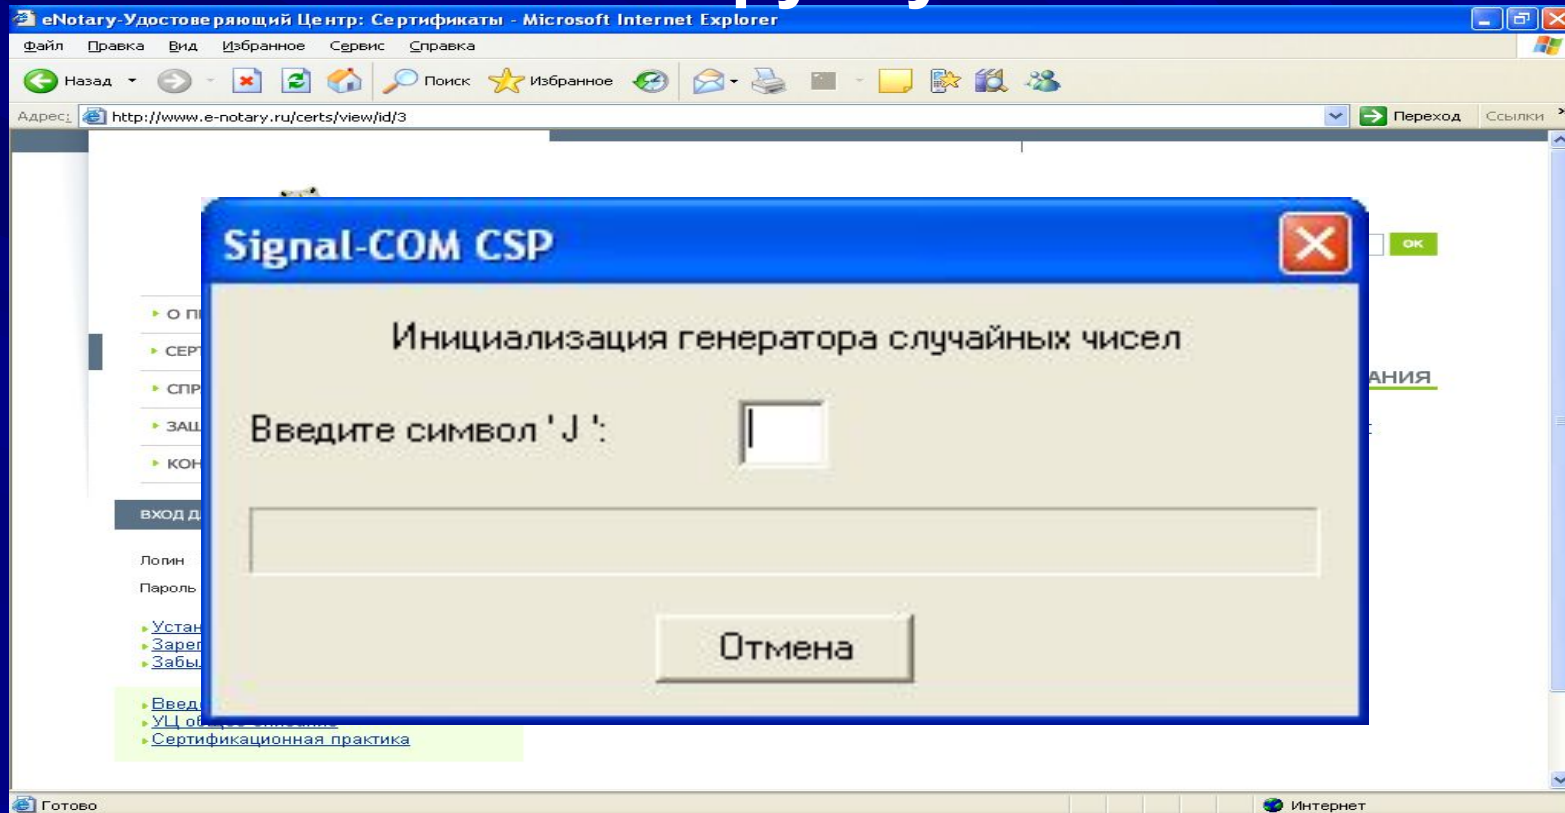 eNotary-Удостоверяющий Центр: Сертификаты - Microsoft Internet Explorer
Файл Правка Вид Избранное Сервис Справка
Назад Поиск Избранное
Адрес: http://www.e-notary.ru/certs/view/id/3 Переход Ссылки
Signal-COM CSP
ОК
Инициализация генератора случайных чисел
Введите символ ' J ':
ВХОД
Логин
Пароль
Отмена
УЦ
Сертификационная практика
Готово Интернет